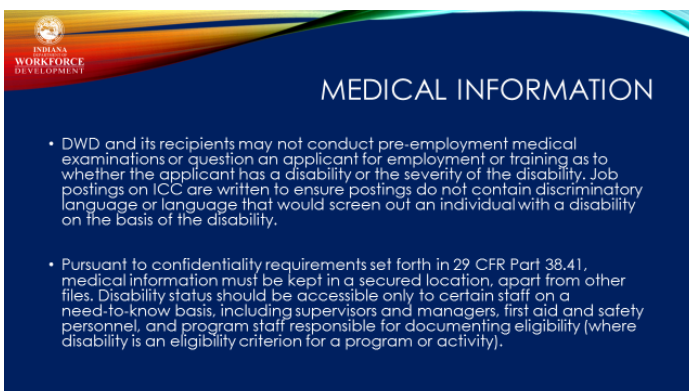 INDIANA
DEPARTMENT OF
WORKFORCE
DEVELOPMENT
MEDICAL INFORMATION
• DWD and its recipients may not conduct pre-employment medical
examinations or question an applicant for employment or training as to
whether the applicant has a disability or the severity of the disability. Job
postings on ICC are written to ensure postings do not contain discriminatory
language or language that would screen out an individual with a disability
on the basis of the disability.
• Pursuant to confidentiality requirements set forth in 29 CFR Part 38.41,
medical information must be kept in a secured location, apart from other
files. Disability status should be accessible only to certain staff on a
need-to-know basis, including supervisors and managers, first aid and safety
personnel, and program staff responsible for documenting eligibility (where
disability is an eligibility criterion for a program or activity).